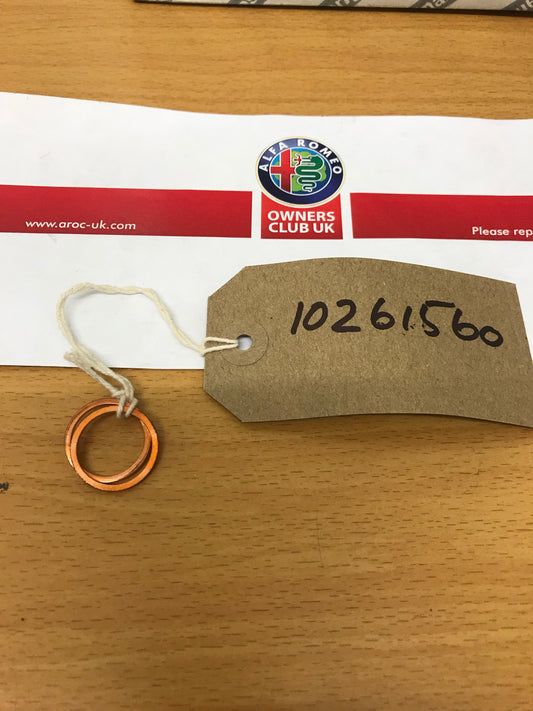 ALFA ROMEO
OWNERS
CLUB UK
www.aroc-uk.com
Please rep
10261560